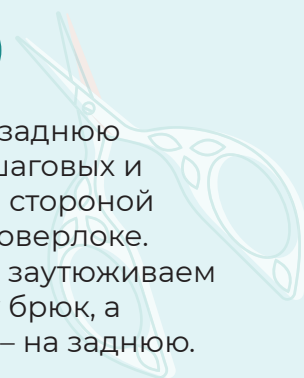 заднюю
шаговых и
стороной
оверлоке.
заутюживаем
брюк, а
– на заднюю.